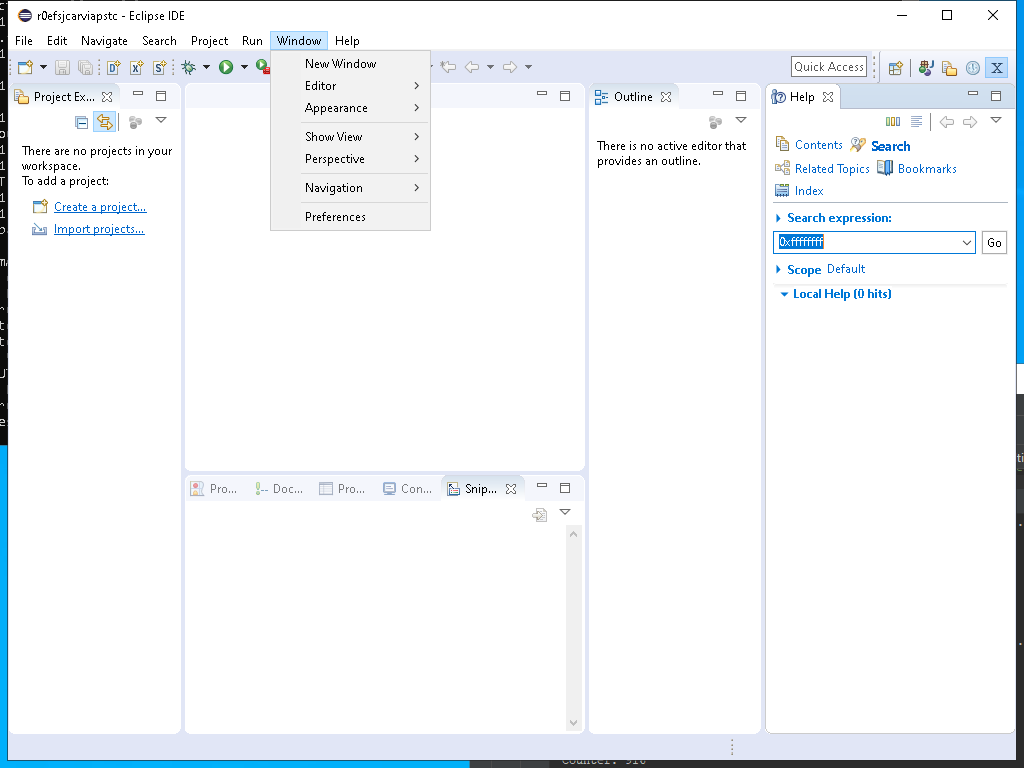 r0efsjcarviapstc - Eclipse IDE
File Edit Navigate Search Project Run Window Help
Quick Access
New Window
Editor
Appearance
Show View
Perspective
Navigation
Preferences
Project Ex...
There are no projects in your
workspace.
To add a project:
Create a project...
Import projects...
Outline
There is no active editor that
provides an outline.
Help
Contents Search
Related Topics Bookmarks
Index
Search expression:
0xffffffff
Go
Scope Default
Local Help (0 hits)
Pro... Doc... Pro... Con... Snip...